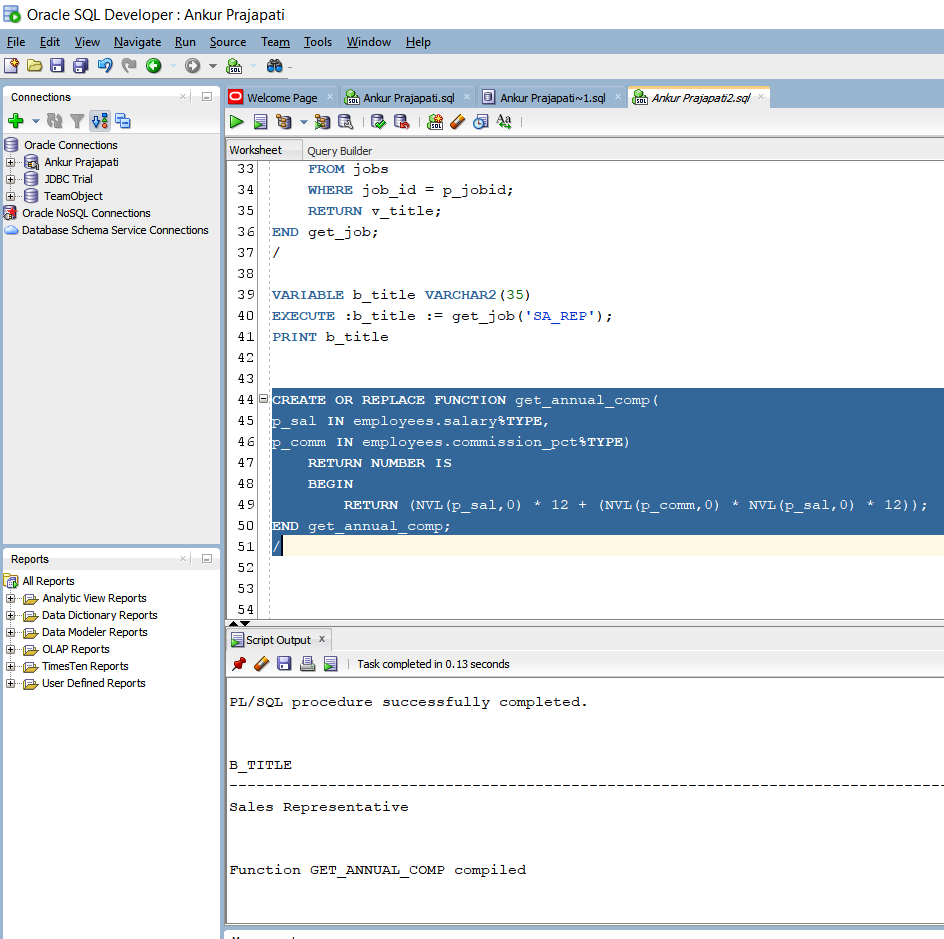 Oracle SQL Developer : Ankur Prajapati
File Edit View Navigate Run Source Team Tools Window Help
Connections
Oracle Connections
Ankur Prajapati
JDBC Trial
TeamObject
Oracle NoSQL Connections
Database Schema Service Connections
Reports
All Reports
Analytic View Reports
Data Dictionary Reports
Data Modeler Reports
OLAP Reports
TimesTen Reports
User Defined Reports
Welcome Page Ankur Prajapati.sql Ankur Prajapati~1.sql Ankur Prajapati2.sql
Worksheet Query Builder
33 FROM jobs
34 WHERE job_id = p_jobid;
35 RETURN v_title;
36 END get_job;
37 /
38
39 VARIABLE b_title VARCHAR2(35)
40 EXECUTE :b_title := get_job('SA_REP');
41 PRINT b_title
42
43
44 CREATE OR REPLACE FUNCTION get_annual_comp(
45 p_sal IN employees.salary%TYPE,
46 p_comm IN employees.commission_pct%TYPE)
47 RETURN NUMBER IS
48 BEGIN
49 RETURN (NVL(p_sal,0) * 12 + (NVL(p_comm,0) * NVL(p_sal,0) * 12));
50 END get_annual_comp;
51 /
52
53
54
Script Output
Task completed in 0.13 seconds
PL/SQL procedure successfully completed.
B_TITLE
--------------------------------------------------------------------------------
Sales Representative
Function GET_ANNUAL_COMP compiled